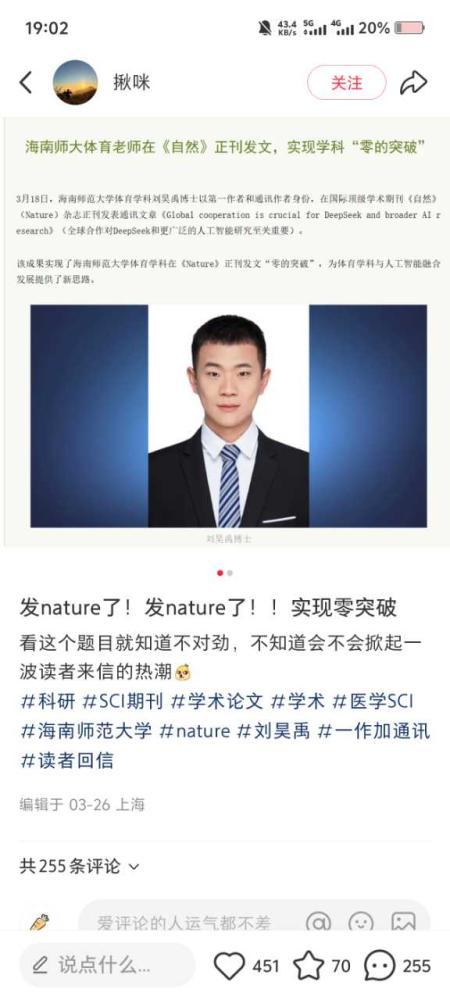 19:02
43.4 KB/s 5G 4G 20%
揪咪
关注
海南师大体育老师在《自然》正刊发文，实现学科“零的突破”
3月18日，海南师范大学体育学科刘昊禹博士以第一作者和通讯作者身份，在国际顶级学术期刊《自然》
（Nature）杂志正刊发表通讯文章《Global cooperation is crucial for DeepSeek and broader AI r
esearch》（全球合作对DeepSeek和更广泛的人工智能研究至关重要）。
该成果实现了海南师范大学体育学科在《Nature》正刊发文“零的突破”，为体育学科与人工智能融合
发展提供了新思路。
刘昊禹博士
发nature了！发nature了！！实现零突破
看这个题目就知道不对劲，不知道会不会掀起一
波读者来信的热潮
#科研 #SCI期刊 #学术论文 #学术 #医学SCI
#海南师范大学 #nature #刘昊禹 #一作加通讯
#读者回信
编辑于 03-26 上海
共255条评论
爱评论的人运气都不差
说点什么... 451 70 255